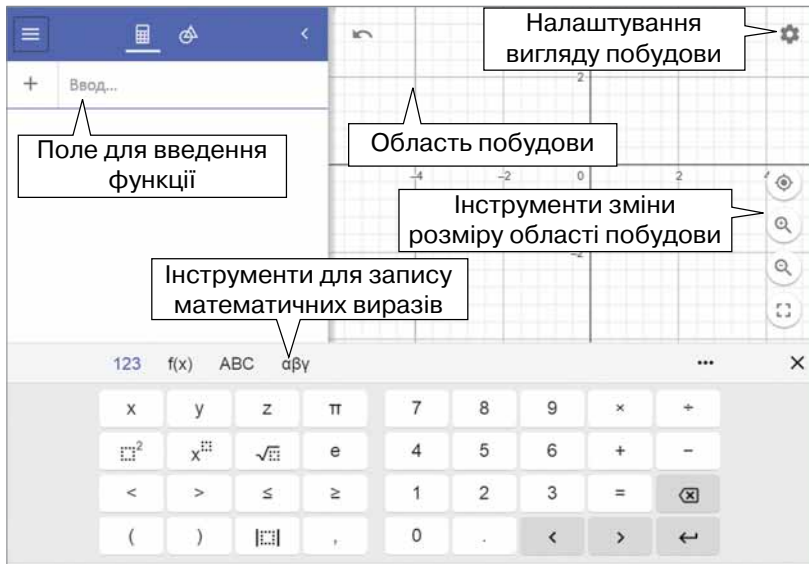 Налаштування
вигляду побудови
+ Ввод...
2
Поле для введення
функції
Область побудови
-4 -2 0 2 4
Інструменти зміни
розміру області побудови
-2
Інструменти для запису
математичних виразів
123 f(x) ABC αβγ ... ×
x y z π 7 8 9 × ÷
⬚² x^⬚ √⬚ e 4 5 6 + −
< > ≤ ≥ 1 2 3 = ⌫
( ) |⬚| , 0 . < > ↵